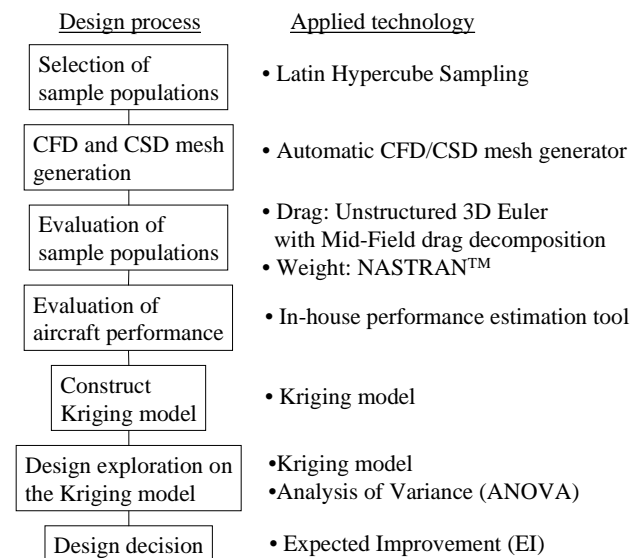 Design process
Applied technology
Selection of
sample populations
• Latin Hypercube Sampling
CFD and CSD mesh
generation
• Automatic CFD/CSD mesh generator
Evaluation of
sample populations
• Drag: Unstructured 3D Euler
with Mid-Field drag decomposition
• Weight: NASTRAN™
Evaluation of
aircraft performance
• In-house performance estimation tool
Construct
Kriging model
• Kriging model
Design exploration on
the Kriging model
•Kriging model
•Analysis of Variance (ANOVA)
Design decision
• Expected Improvement (EI)